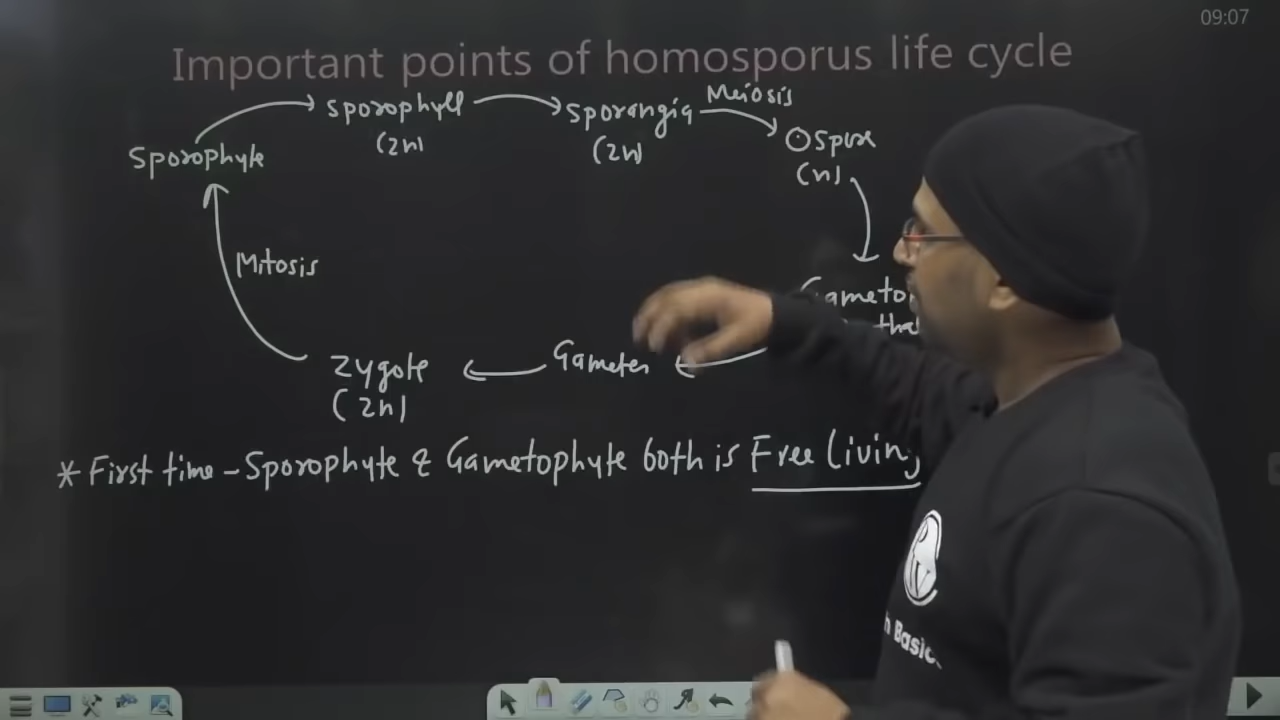 09:07
Important points of homosporus life cycle
Sporophyte
sporophyll
(2n)
sporangia
(2n)
Meiosis
Spore
(n)
Mitosis
Zygote
(2n)
Gametes
* First time - Sporophyte & Gametophyte both is Free living